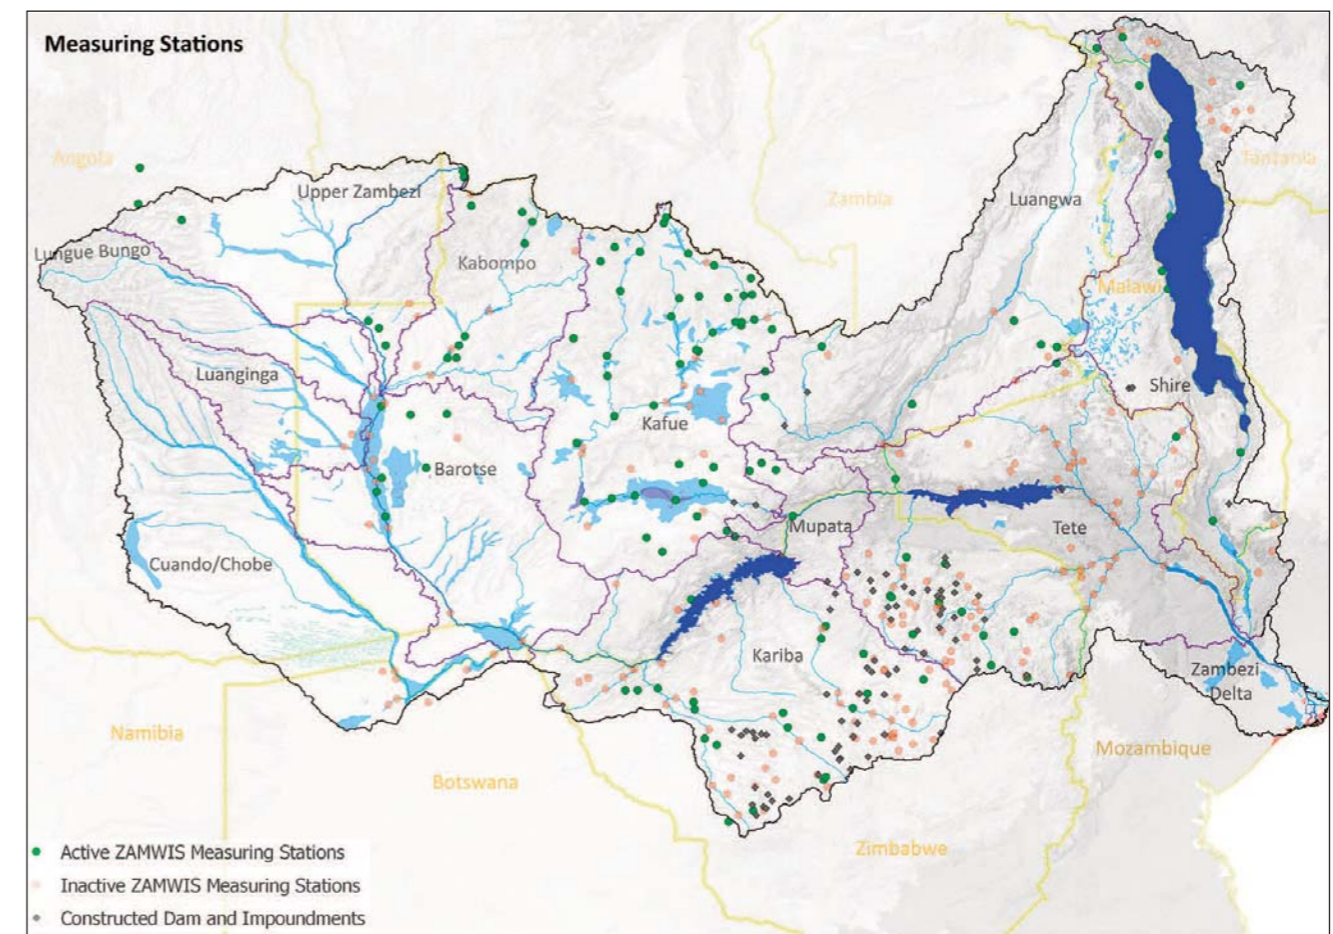 Measuring Stations
Angola
Tanzania
Upper Zambezi
Zambia
Luangwa
Lungue Bungo
Kabompo
Malawi
Luanginga
Shire
Kafue
Barotse
Mupata
Tete
Cuando/Chobe
Kariba
Zambezi
Delta
Namibia
Mozambique
Botswana
Zimbabwe
Active ZAMWIS Measuring Stations
Inactive ZAMWIS Measuring Stations
Constructed Dam and Impoundments